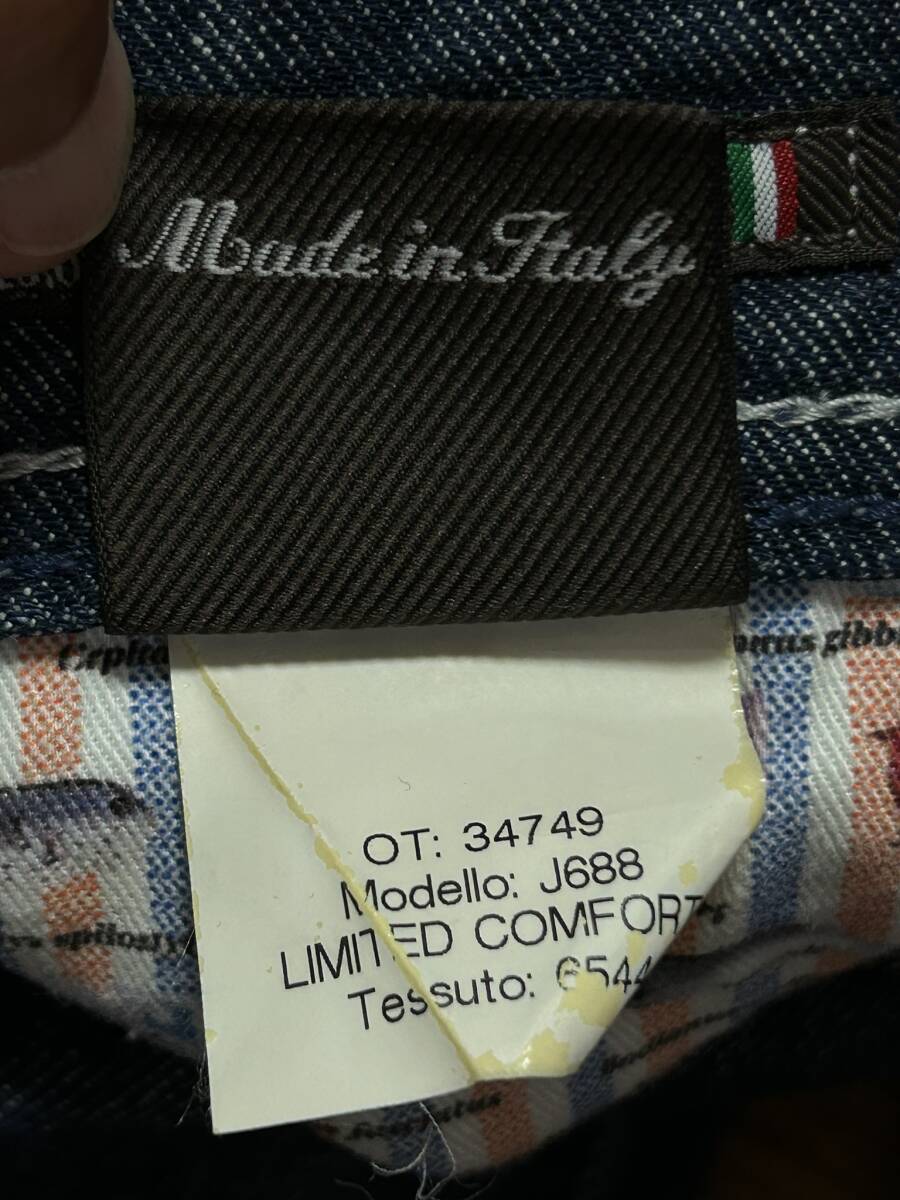 Made in Italy
OT: 34749
Modello: J688
LIMITED COMFORT
Tessuto: 6544